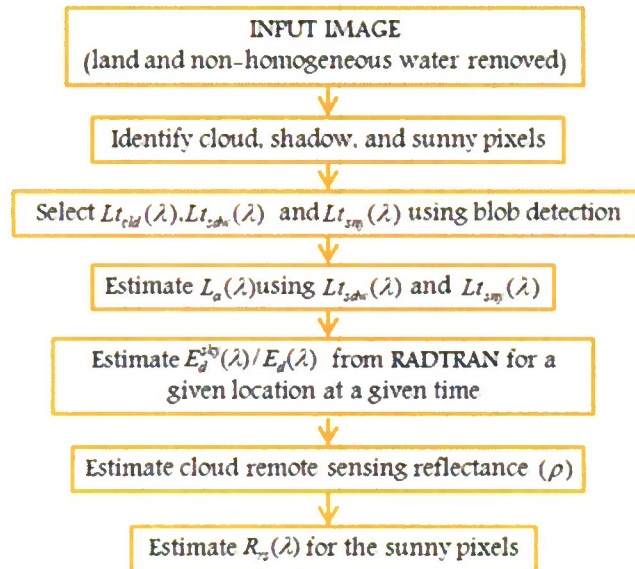 INPUT IMAGE
(land and non-homogeneous water removed)
Identify cloud, shadow, and sunny pixels
Select Lt_cld(λ), Lt_sdw(λ) and Lt_sny(λ) using blob detection
Estimate L_a(λ) using Lt_sdw(λ) and Lt_sny(λ)
Estimate E_d^sky(λ)/E_d(λ) from RADTRAN for a
given location at a given time
Estimate cloud remote sensing reflectance (ρ)
Estimate R_rs(λ) for the sunny pixels